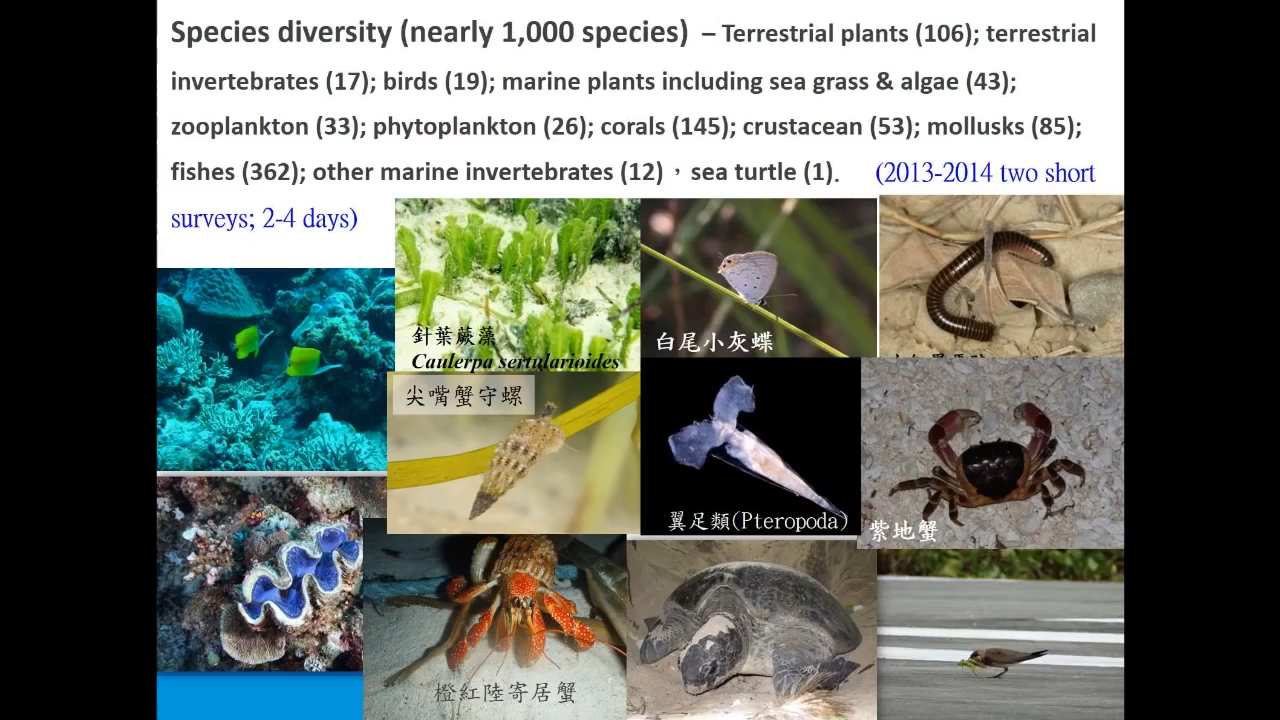 Species diversity (nearly 1,000 species) – Terrestrial plants (106); terrestrial
invertebrates (17); birds (19); marine plants including sea grass & algae (43);
zooplankton (33); phytoplankton (26); corals (145); crustacean (53); mollusks (85);
fishes (362); other marine invertebrates (12)，sea turtle (1). (2013-2014 two short
surveys; 2-4 days)
針葉蕨藻
Caulerpa sertularioides
白尾小灰蝶
尖嘴蟹守螺
翼足類(Pteropoda)
紫地蟹
橙紅陸寄居蟹